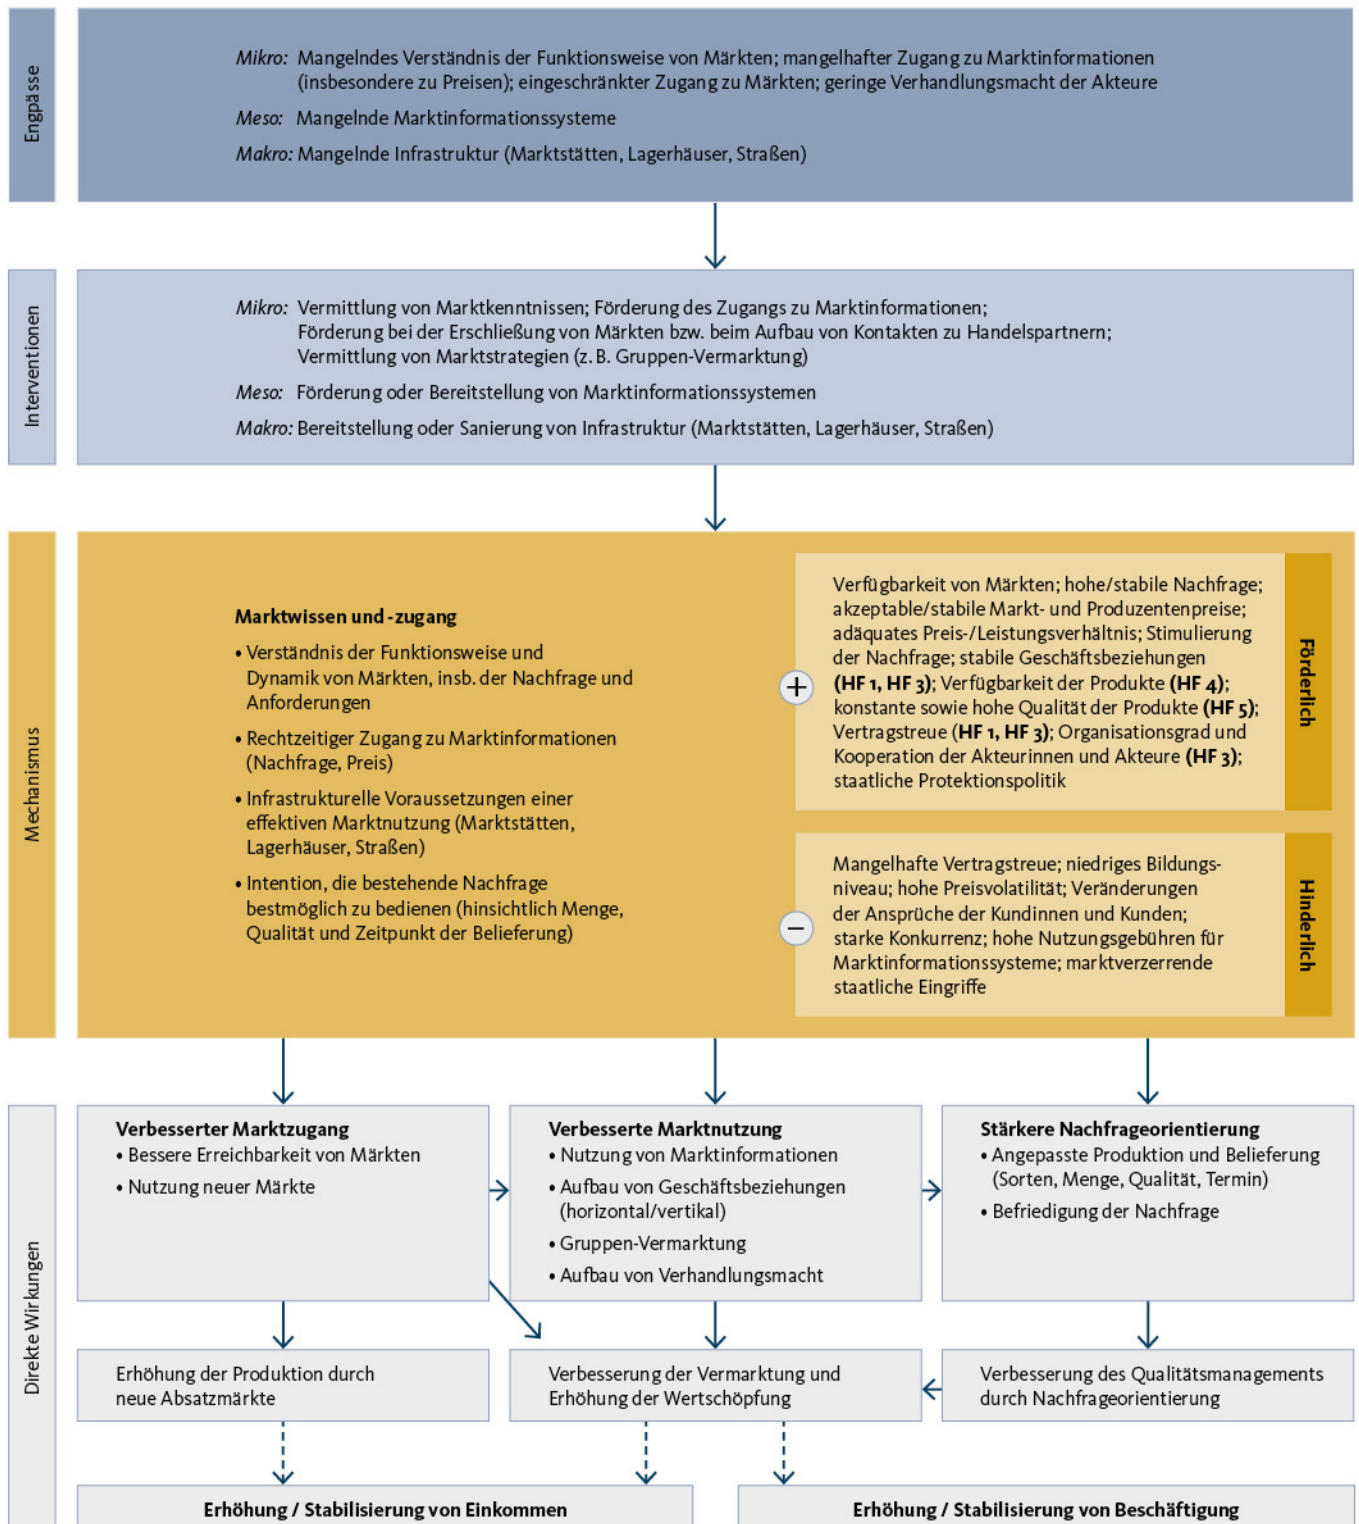 Engpässe
Mikro: Mangelndes Verständnis der Funktionsweise von Märkten; mangelhafter Zugang zu Marktinformationen
(insbesondere zu Preisen); eingeschränkter Zugang zu Märkten; geringe Verhandlungsmacht der Akteure
Meso: Mangelnde Marktinformationssysteme
Makro: Mangelnde Infrastruktur (Marktstätten, Lagerhäuser, Straßen)
Interventionen
Mikro: Vermittlung von Marktkenntnissen; Förderung des Zugangs zu Marktinformationen;
Förderung bei der Erschließung von Märkten bzw. beim Aufbau von Kontakten zu Handelspartnern;
Vermittlung von Marktstrategien (z. B. Gruppen-Vermarktung)
Meso: Förderung oder Bereitstellung von Marktinformationssystemen
Makro: Bereitstellung oder Sanierung von Infrastruktur (Marktstätten, Lagerhäuser, Straßen)
Mechanismus
Marktwissen und -zugang
• Verständnis der Funktionsweise und
Dynamik von Märkten, insb. der Nachfrage und
Anforderungen
• Rechtzeitiger Zugang zu Marktinformationen
(Nachfrage, Preis)
• Infrastrukturelle Voraussetzungen einer
effektiven Marktnutzung (Marktstätten,
Lagerhäuser, Straßen)
• Intention, die bestehende Nachfrage
bestmöglich zu bedienen (hinsichtlich Menge,
Qualität und Zeitpunkt der Belieferung)
+
Verfügbarkeit von Märkten; hohe/stabile Nachfrage;
akzeptable/stabile Markt- und Produzentenpreise;
adäquates Preis-/Leistungsverhältnis; Stimulierung
der Nachfrage; stabile Geschäftsbeziehungen
(HF 1, HF 3); Verfügbarkeit der Produkte (HF 4);
konstante sowie hohe Qualität der Produkte (HF 5);
Vertragstreue (HF 1, HF 3); Organisationsgrad und
Kooperation der Akteurinnen und Akteure (HF 3);
staatliche Protektionspolitik
Förderlich
−
Mangelhafte Vertragstreue; niedriges Bildungs-
niveau; hohe Preisvolatilität; Veränderungen
der Ansprüche der Kundinnen und Kunden;
starke Konkurrenz; hohe Nutzungsgebühren für
Marktinformationssysteme; marktverzerrende
staatliche Eingriffe
Hinderlich
Direkte Wirkungen
Verbesserter Marktzugang
• Bessere Erreichbarkeit von Märkten
• Nutzung neuer Märkte
Verbesserte Marktnutzung
• Nutzung von Marktinformationen
• Aufbau von Geschäftsbeziehungen
(horizontal/vertikal)
• Gruppen-Vermarktung
• Aufbau von Verhandlungsmacht
Stärkere Nachfrageorientierung
• Angepasste Produktion und Belieferung
(Sorten, Menge, Qualität, Termin)
• Befriedigung der Nachfrage
Erhöhung der Produktion durch
neue Absatzmärkte
Verbesserung der Vermarktung und
Erhöhung der Wertschöpfung
Verbesserung des Qualitätsmanagements
durch Nachfrageorientierung
Erhöhung / Stabilisierung von Einkommen
Erhöhung / Stabilisierung von Beschäftigung